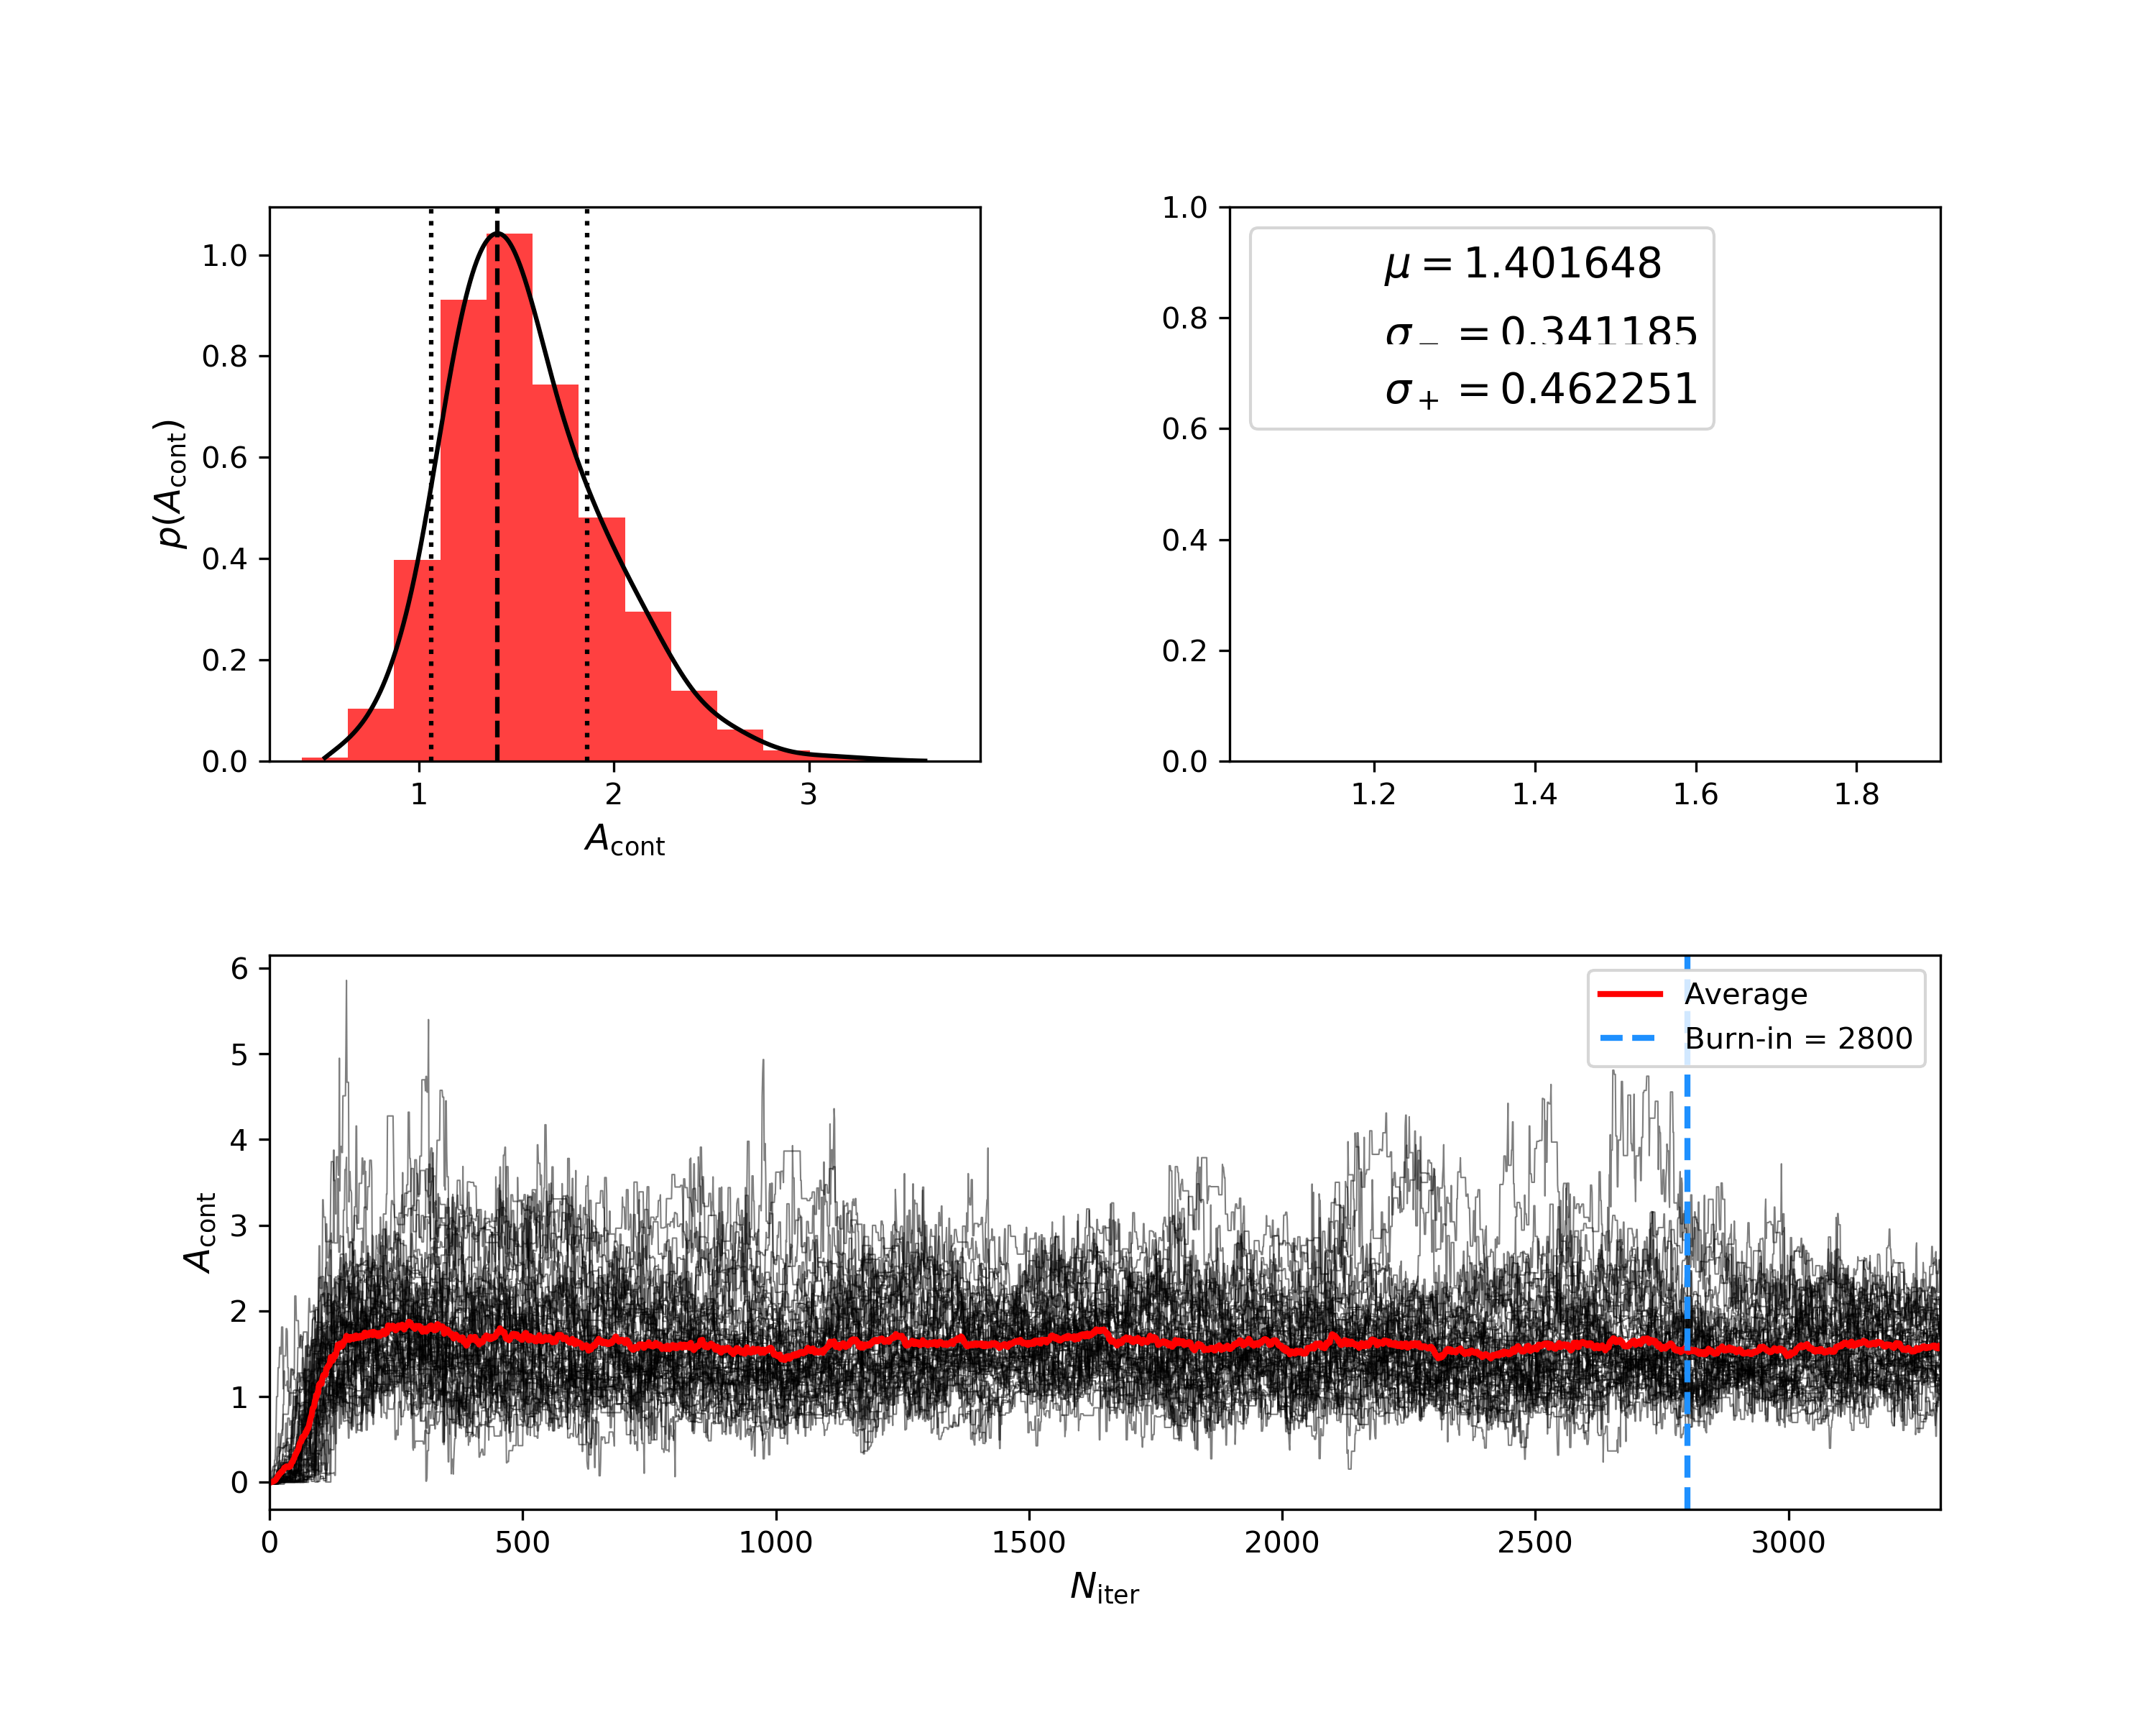 1.0
0.8
0.6
0.4
0.2
0.0
p(A_cont)
1 2 3
A_cont
1.0
0.8
0.6
0.4
0.2
0.0
μ = 1.401648
σ_− = 0.341185
σ_+ = 0.462251
1.2 1.4 1.6 1.8
6
5
4
3
2
1
0
A_cont
Average
Burn-in = 2800
0 500 1000 1500 2000 2500 3000
N_iter